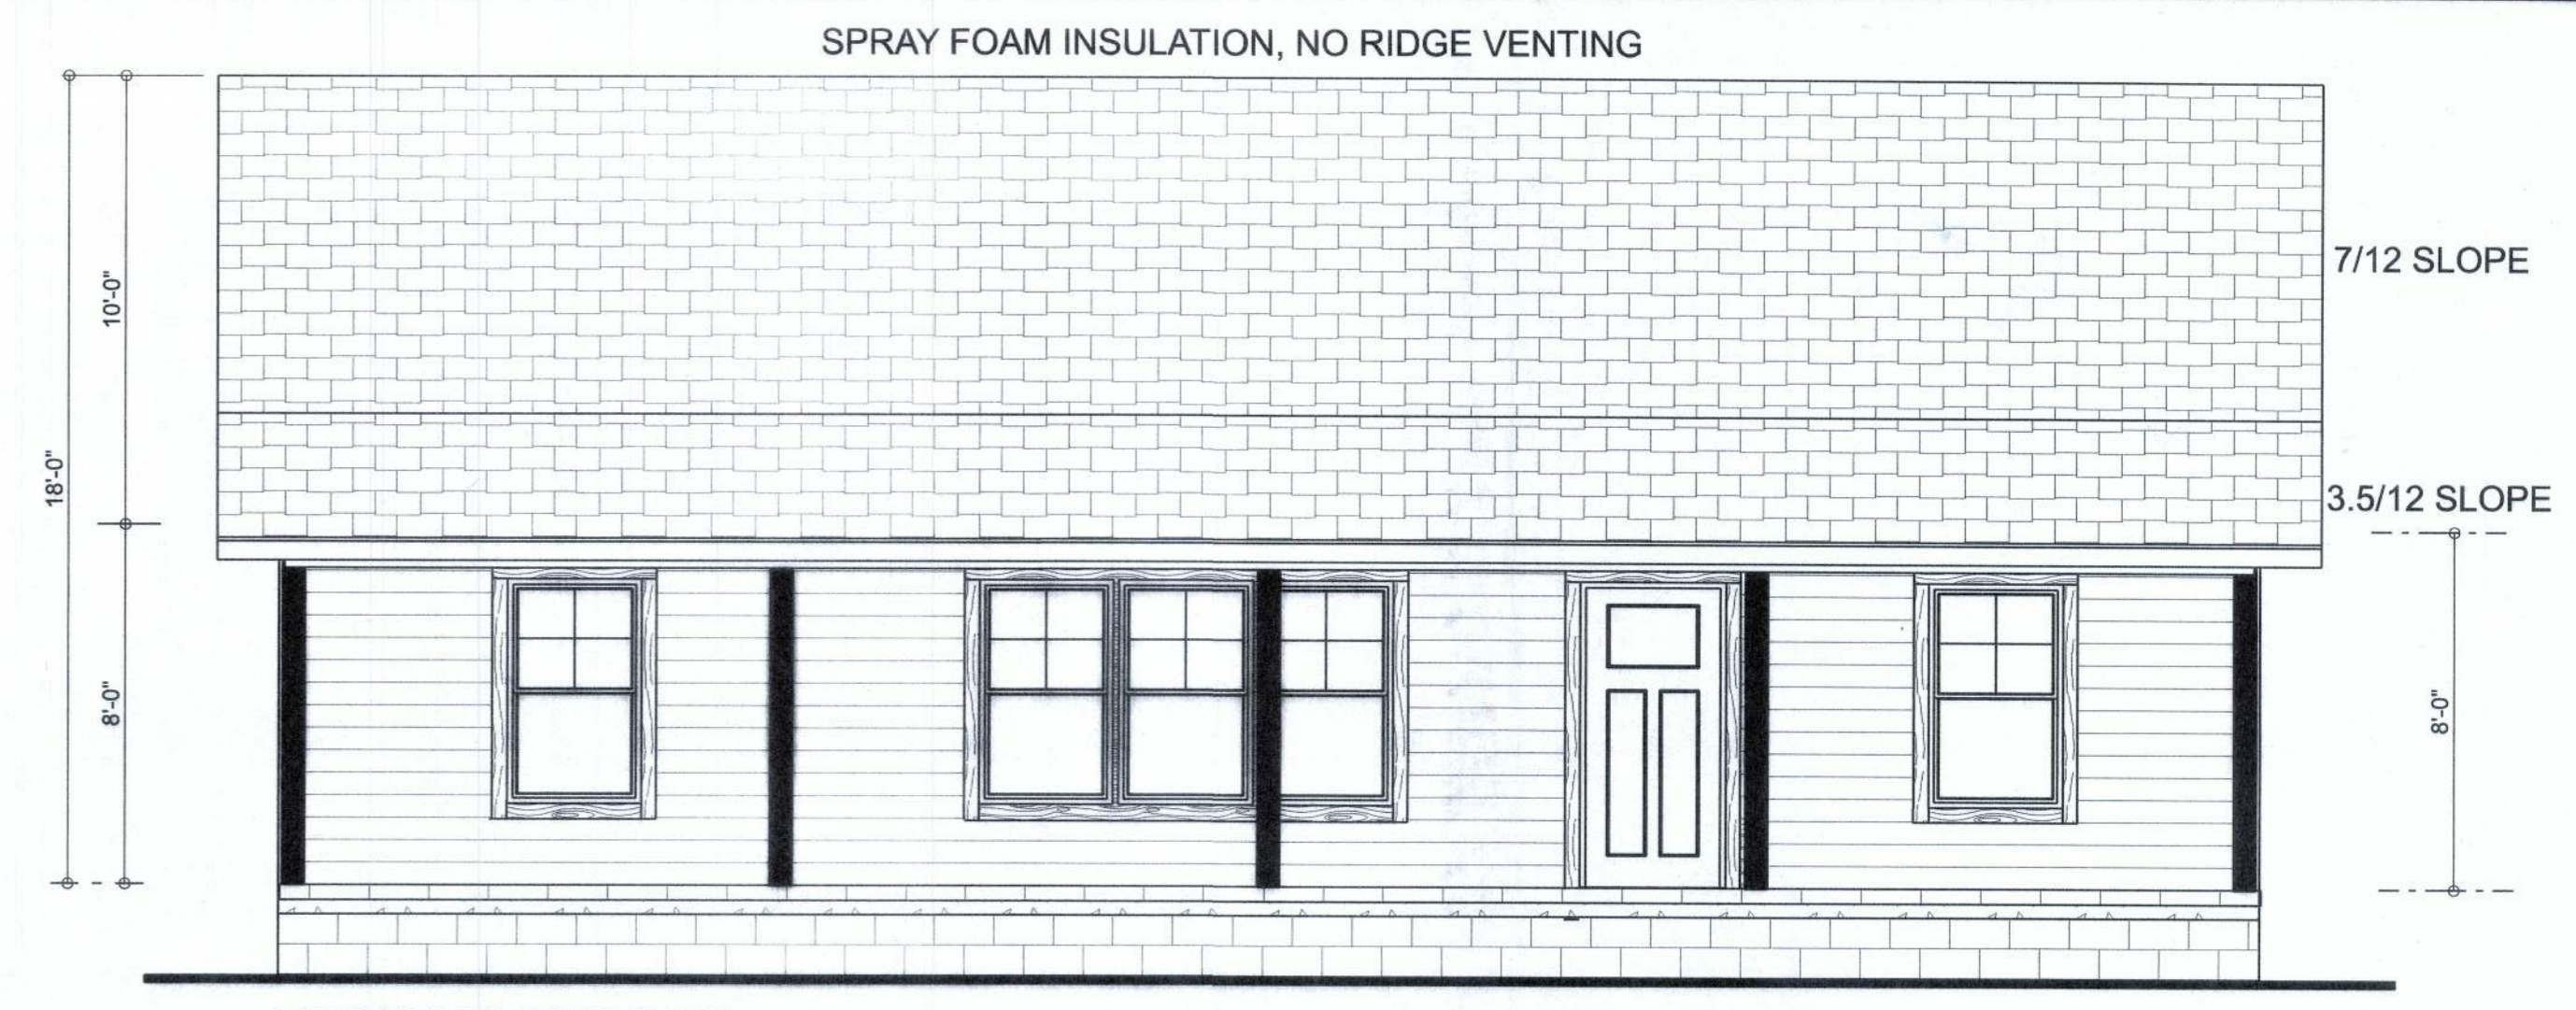 SPRAY FOAM INSULATION, NO RIDGE VENTING
7/12 SLOPE
10'-0"
18'-0"
3.5/12 SLOPE
8'-0"
8'-0"